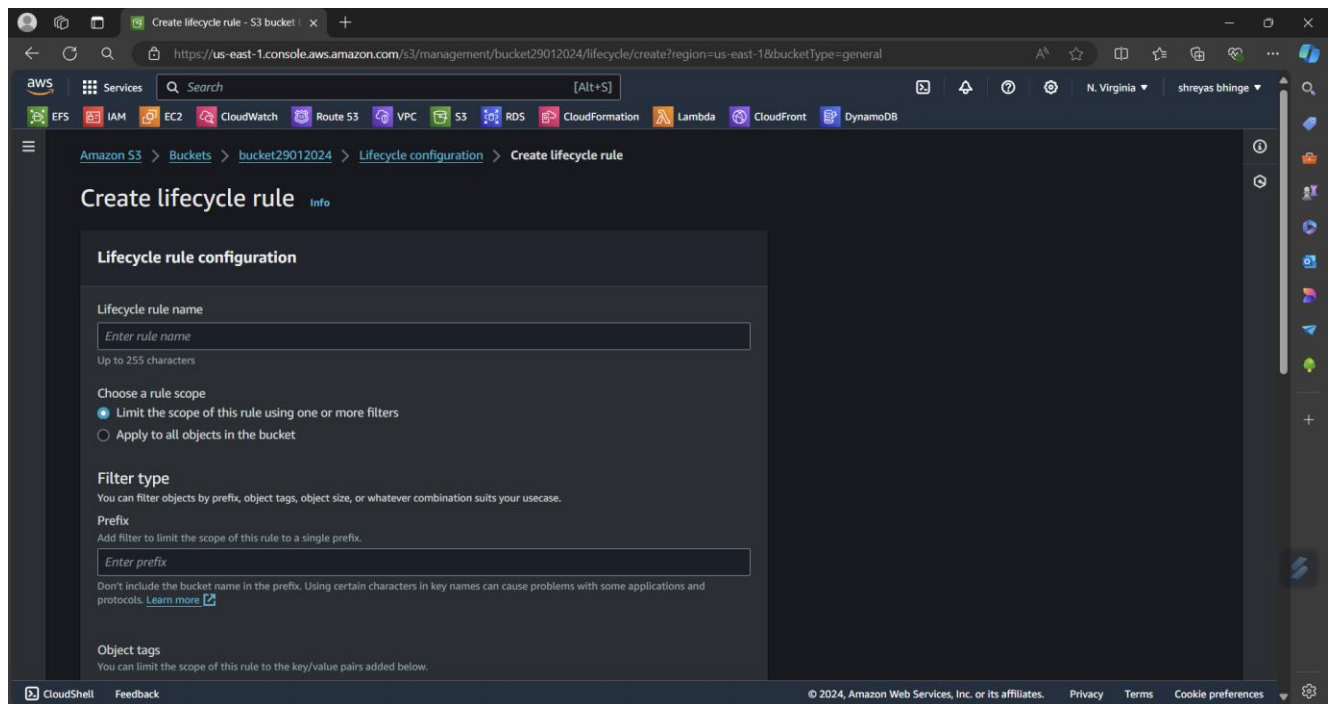 Create lifecycle rule - S3 bucket
https://us-east-1.console.aws.amazon.com/s3/management/bucket29012024/lifecycle/create?region=us-east-1&bucketType=general
aws Services Search [Alt+S] N. Virginia shreyas bhinge
EFS IAM EC2 CloudWatch Route 53 VPC S3 RDS CloudFormation Lambda CloudFront DynamoDB
Amazon S3 > Buckets > bucket29012024 > Lifecycle configuration > Create lifecycle rule
Create lifecycle rule Info
Lifecycle rule configuration
Lifecycle rule name
Enter rule name
Up to 255 characters
Choose a rule scope
Limit the scope of this rule using one or more filters
Apply to all objects in the bucket
Filter type
You can filter objects by prefix, object tags, object size, or whatever combination suits your usecase.
Prefix
Add filter to limit the scope of this rule to a single prefix.
Enter prefix
Don't include the bucket name in the prefix. Using certain characters in key names can cause problems with some applications and
protocols. Learn more
Object tags
You can limit the scope of this rule to the key/value pairs added below.
CloudShell Feedback © 2024, Amazon Web Services, Inc. or its affiliates. Privacy Terms Cookie preferences